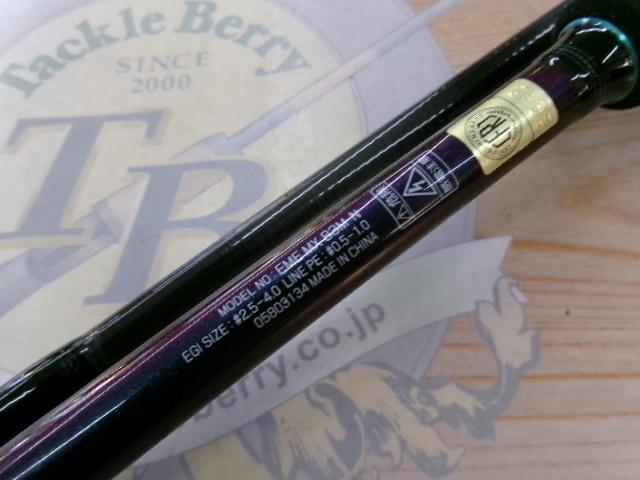 Tackle Berry
SINCE
2000
TB
berry.co.jp
MODEL NO.: EME MX 83M-N
EGI SIZE : #2.5-4.0 LINE PE : #0.5-1.0
05803134 MADE IN CHINA